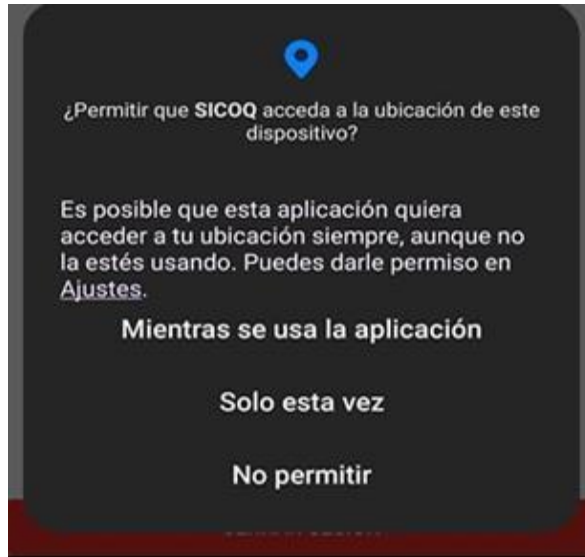 ¿Permitir que SICOQ acceda a la ubicación de este
dispositivo?
Es posible que esta aplicación quiera
acceder a tu ubicación siempre, aunque no
la estés usando. Puedes darle permiso en
Ajustes.
Mientras se usa la aplicación
Solo esta vez
No permitir